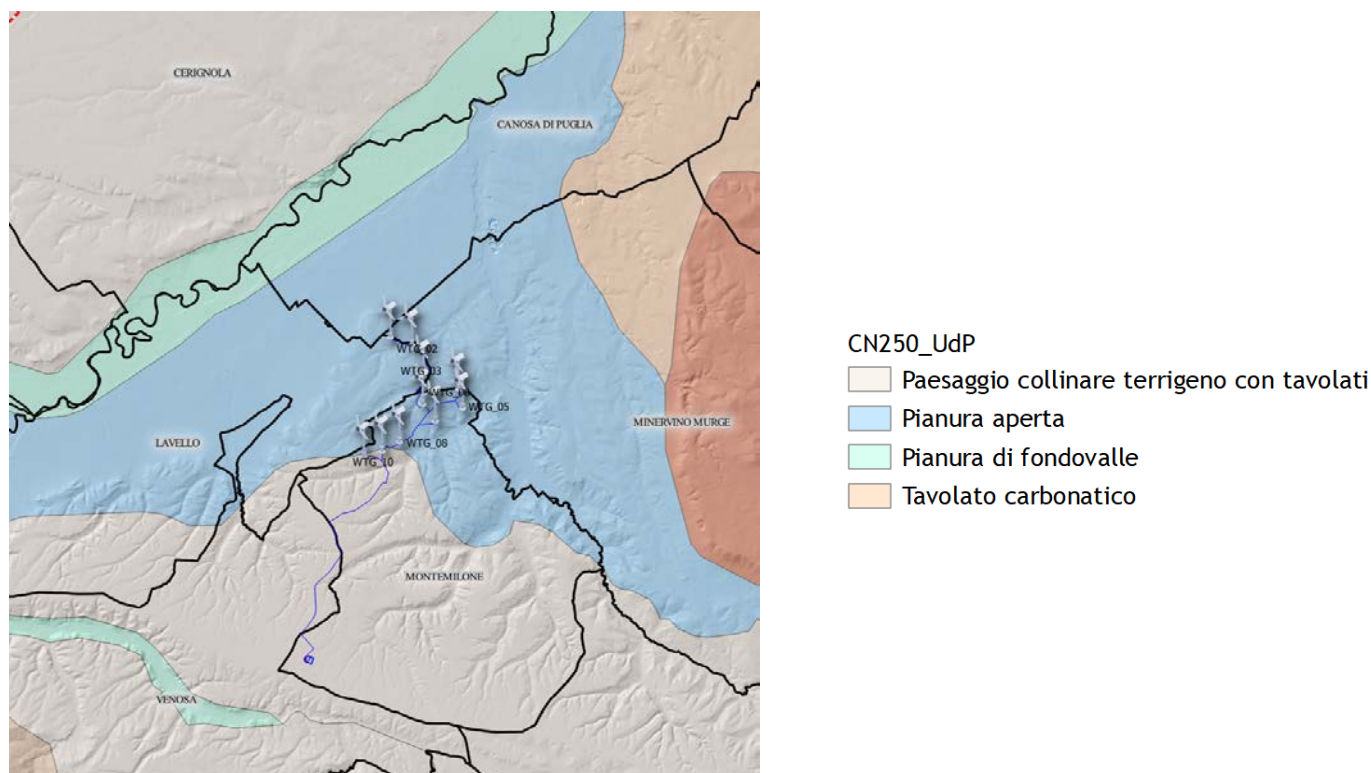 CERIGNOLA
CANOSA DI PUGLIA
WTG_02
WTG_03
WTG_05
MINERVINO MURGE
LAVELLO
WTG_08
WTG_10
MONTEMILONE
VENOSA
CN250_UdP
Paesaggio collinare terrigeno con tavolati
Pianura aperta
Pianura di fondovalle
Tavolato carbonatico